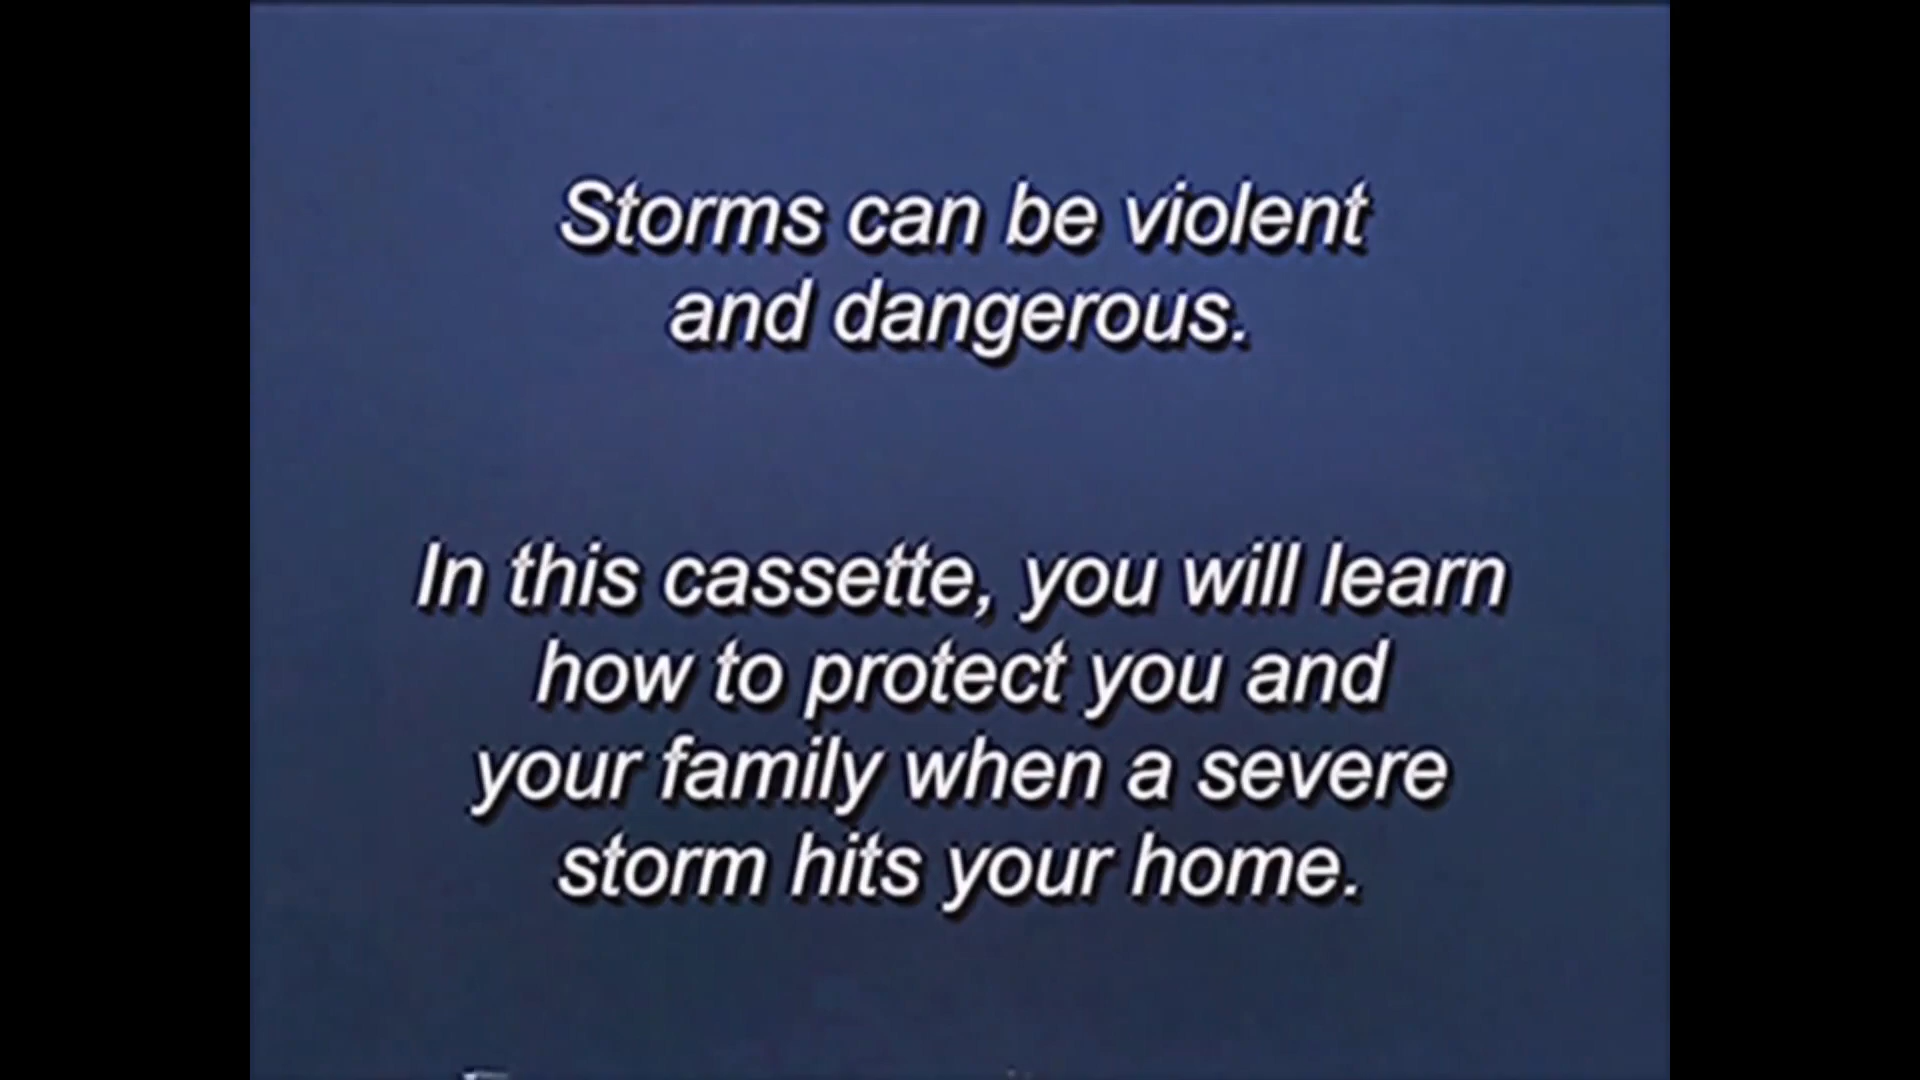 Storms can be violent
and dangerous.
In this cassette, you will learn
how to protect you and
your family when a severe
storm hits your home.